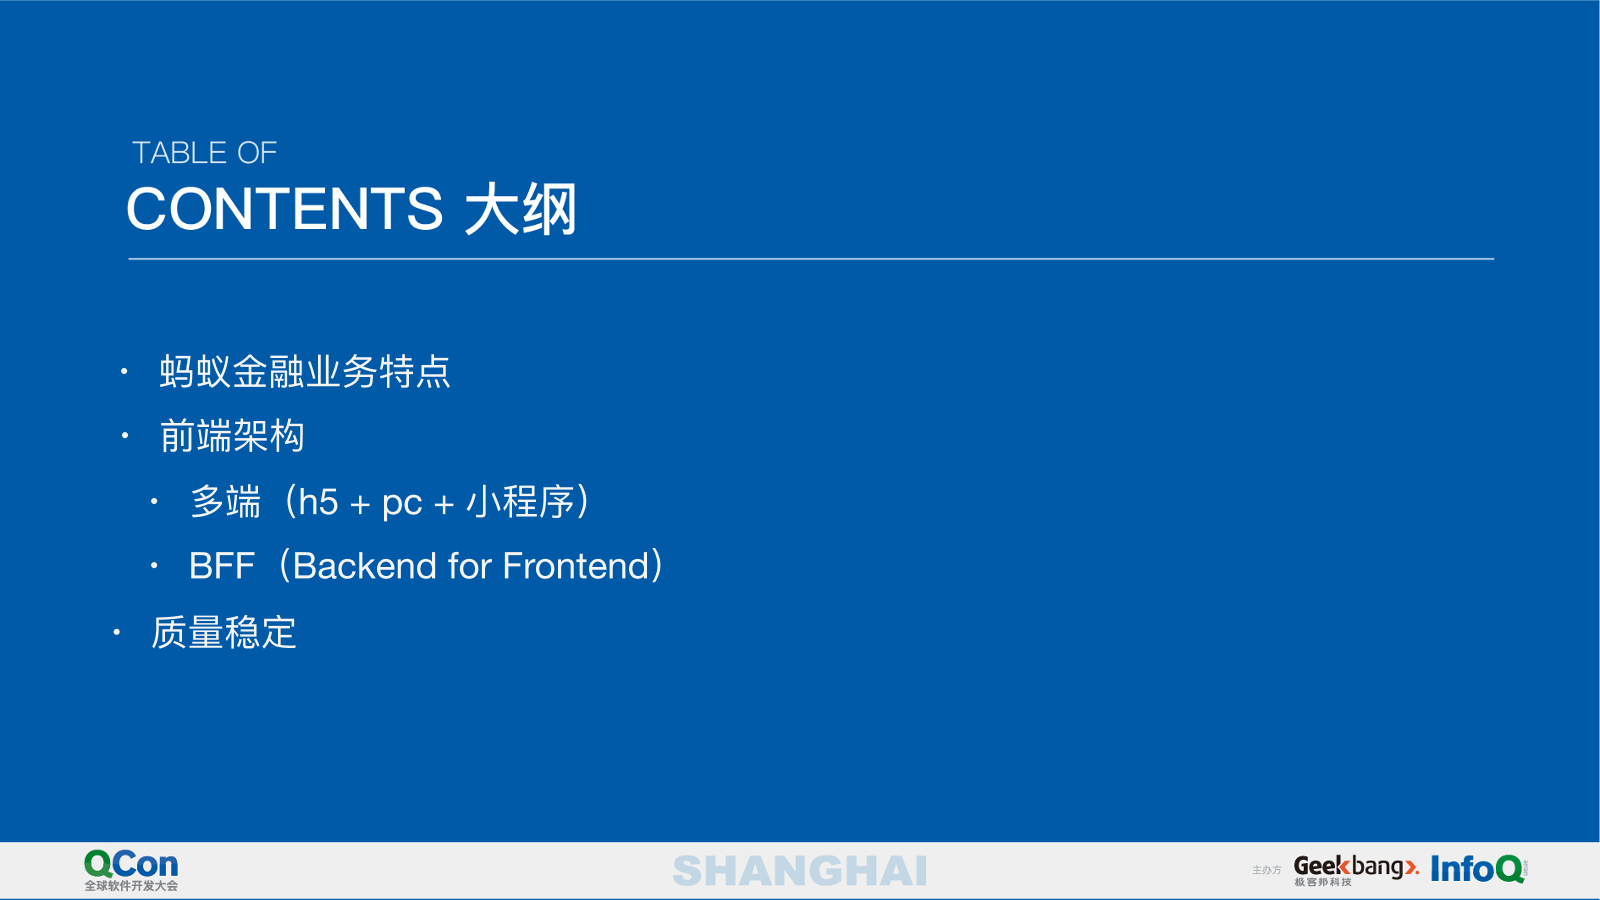 TABLE OF
CONTENTS 大纲
• 蚂蚁金融业务特点
• 前端架构
• 多端（h5 + pc + 小程序）
• BFF（Backend for Frontend）
• 质量稳定
QCon
全球软件开发大会
SHANGHAI
主办方
Geekbang>.
极客邦科技
InfoQ